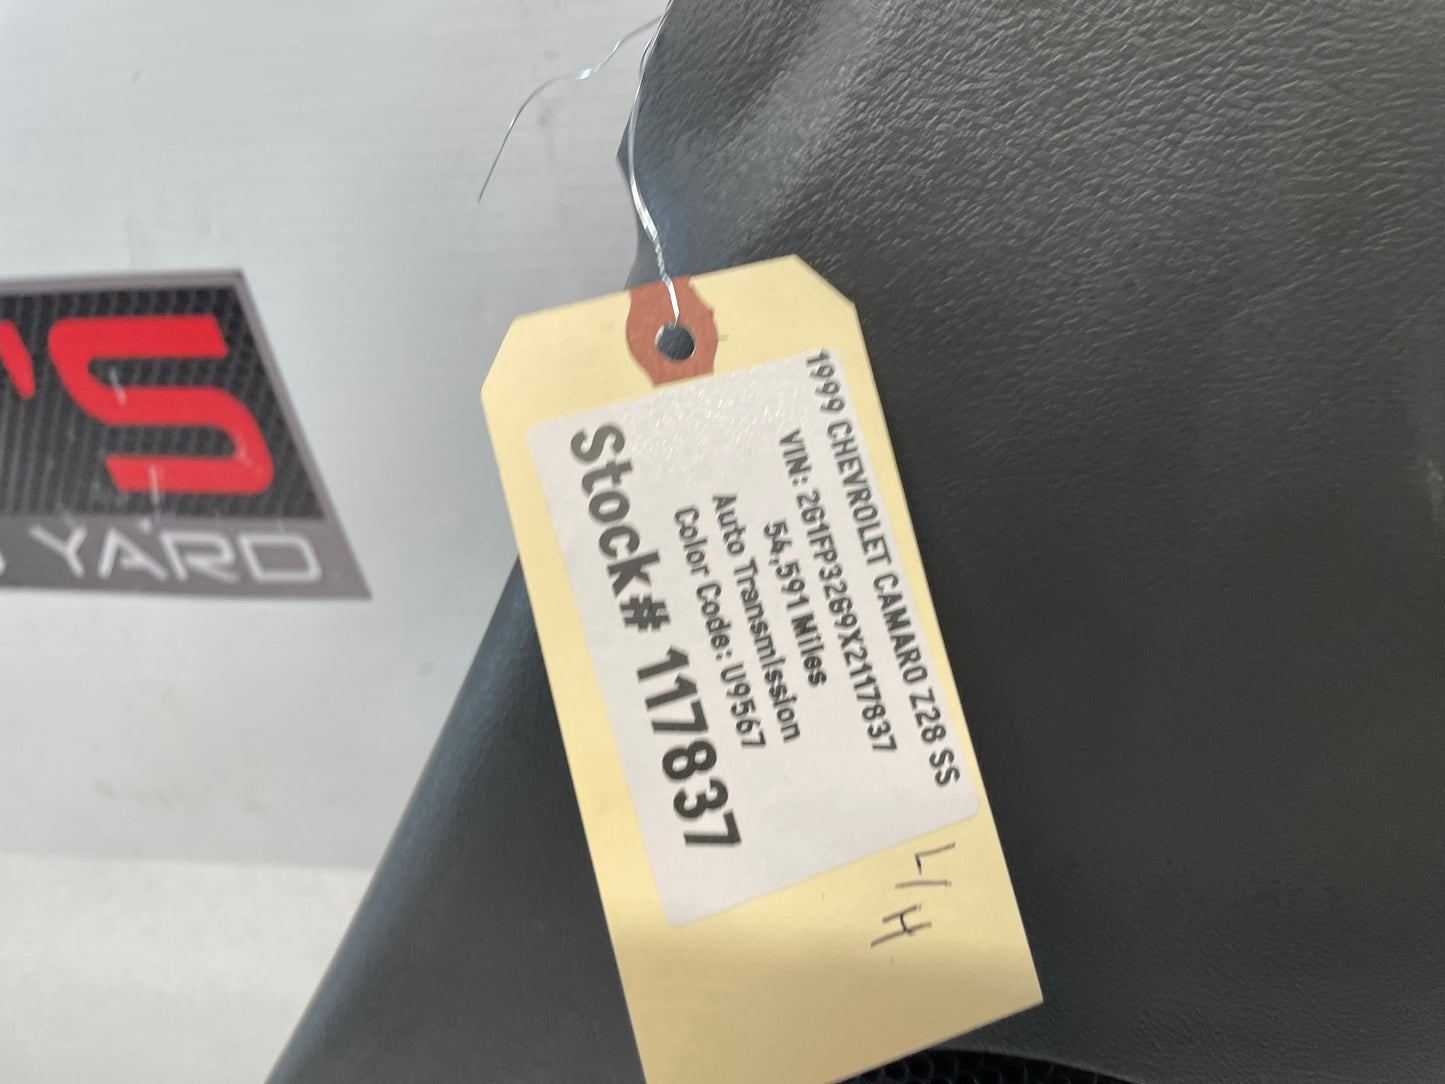 'S
YARD
1999 CHEVROLET CAMARO Z28 SS
VIN: 2G1FP32G9X2117837
54,591 Miles
Auto Transmission
Color Code: U9567
Stock# 117837
L/H